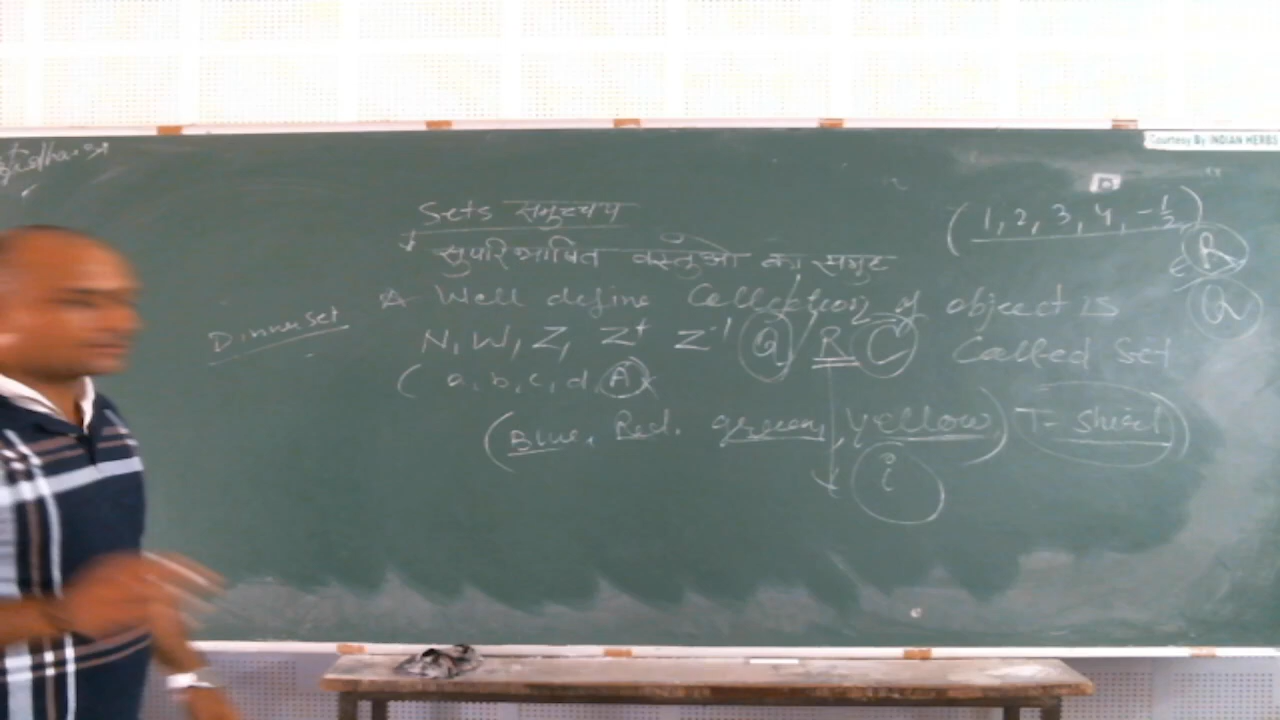 Courtesy By INDIAN HERBS
Sets समुच्चय
(1, 2, 3, 4, -1/2)
R
सुपरिभाषित वस्तुओ का समुह
Q
Well define Collection of object is
Dinner Set
N, W, Z, Z+ Z-1 Q R C Called Set
( a, b, c, d, A
(Blue, Red, green, yellow) T-Shirt)
i